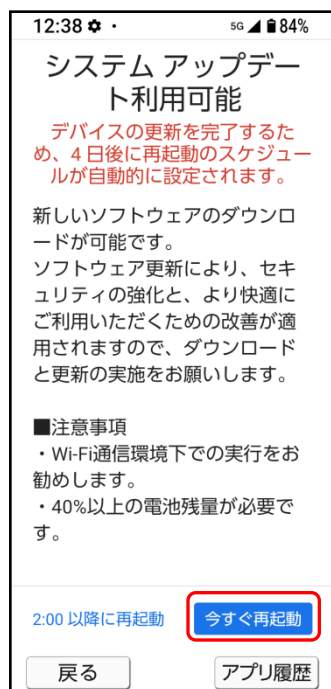 12:38 5G 84%
システム アップデー
ト利用可能
デバイスの更新を完了するた
め、4 日後に再起動のスケジュー
ルが自動的に設定されます。
新しいソフトウェアのダウンロ
ードが可能です。
ソフトウェア更新により、セキ
ュリティの強化と、より快適に
ご利用いただくための改善が適
用されますので、ダウンロード
と更新の実施をお願いします。
■注意事項
・Wi-Fi通信環境下での実行をお
勧めします。
・40%以上の電池残量が必要で
す。
2:00 以降に再起動 今すぐ再起動
戻る アプリ履歴